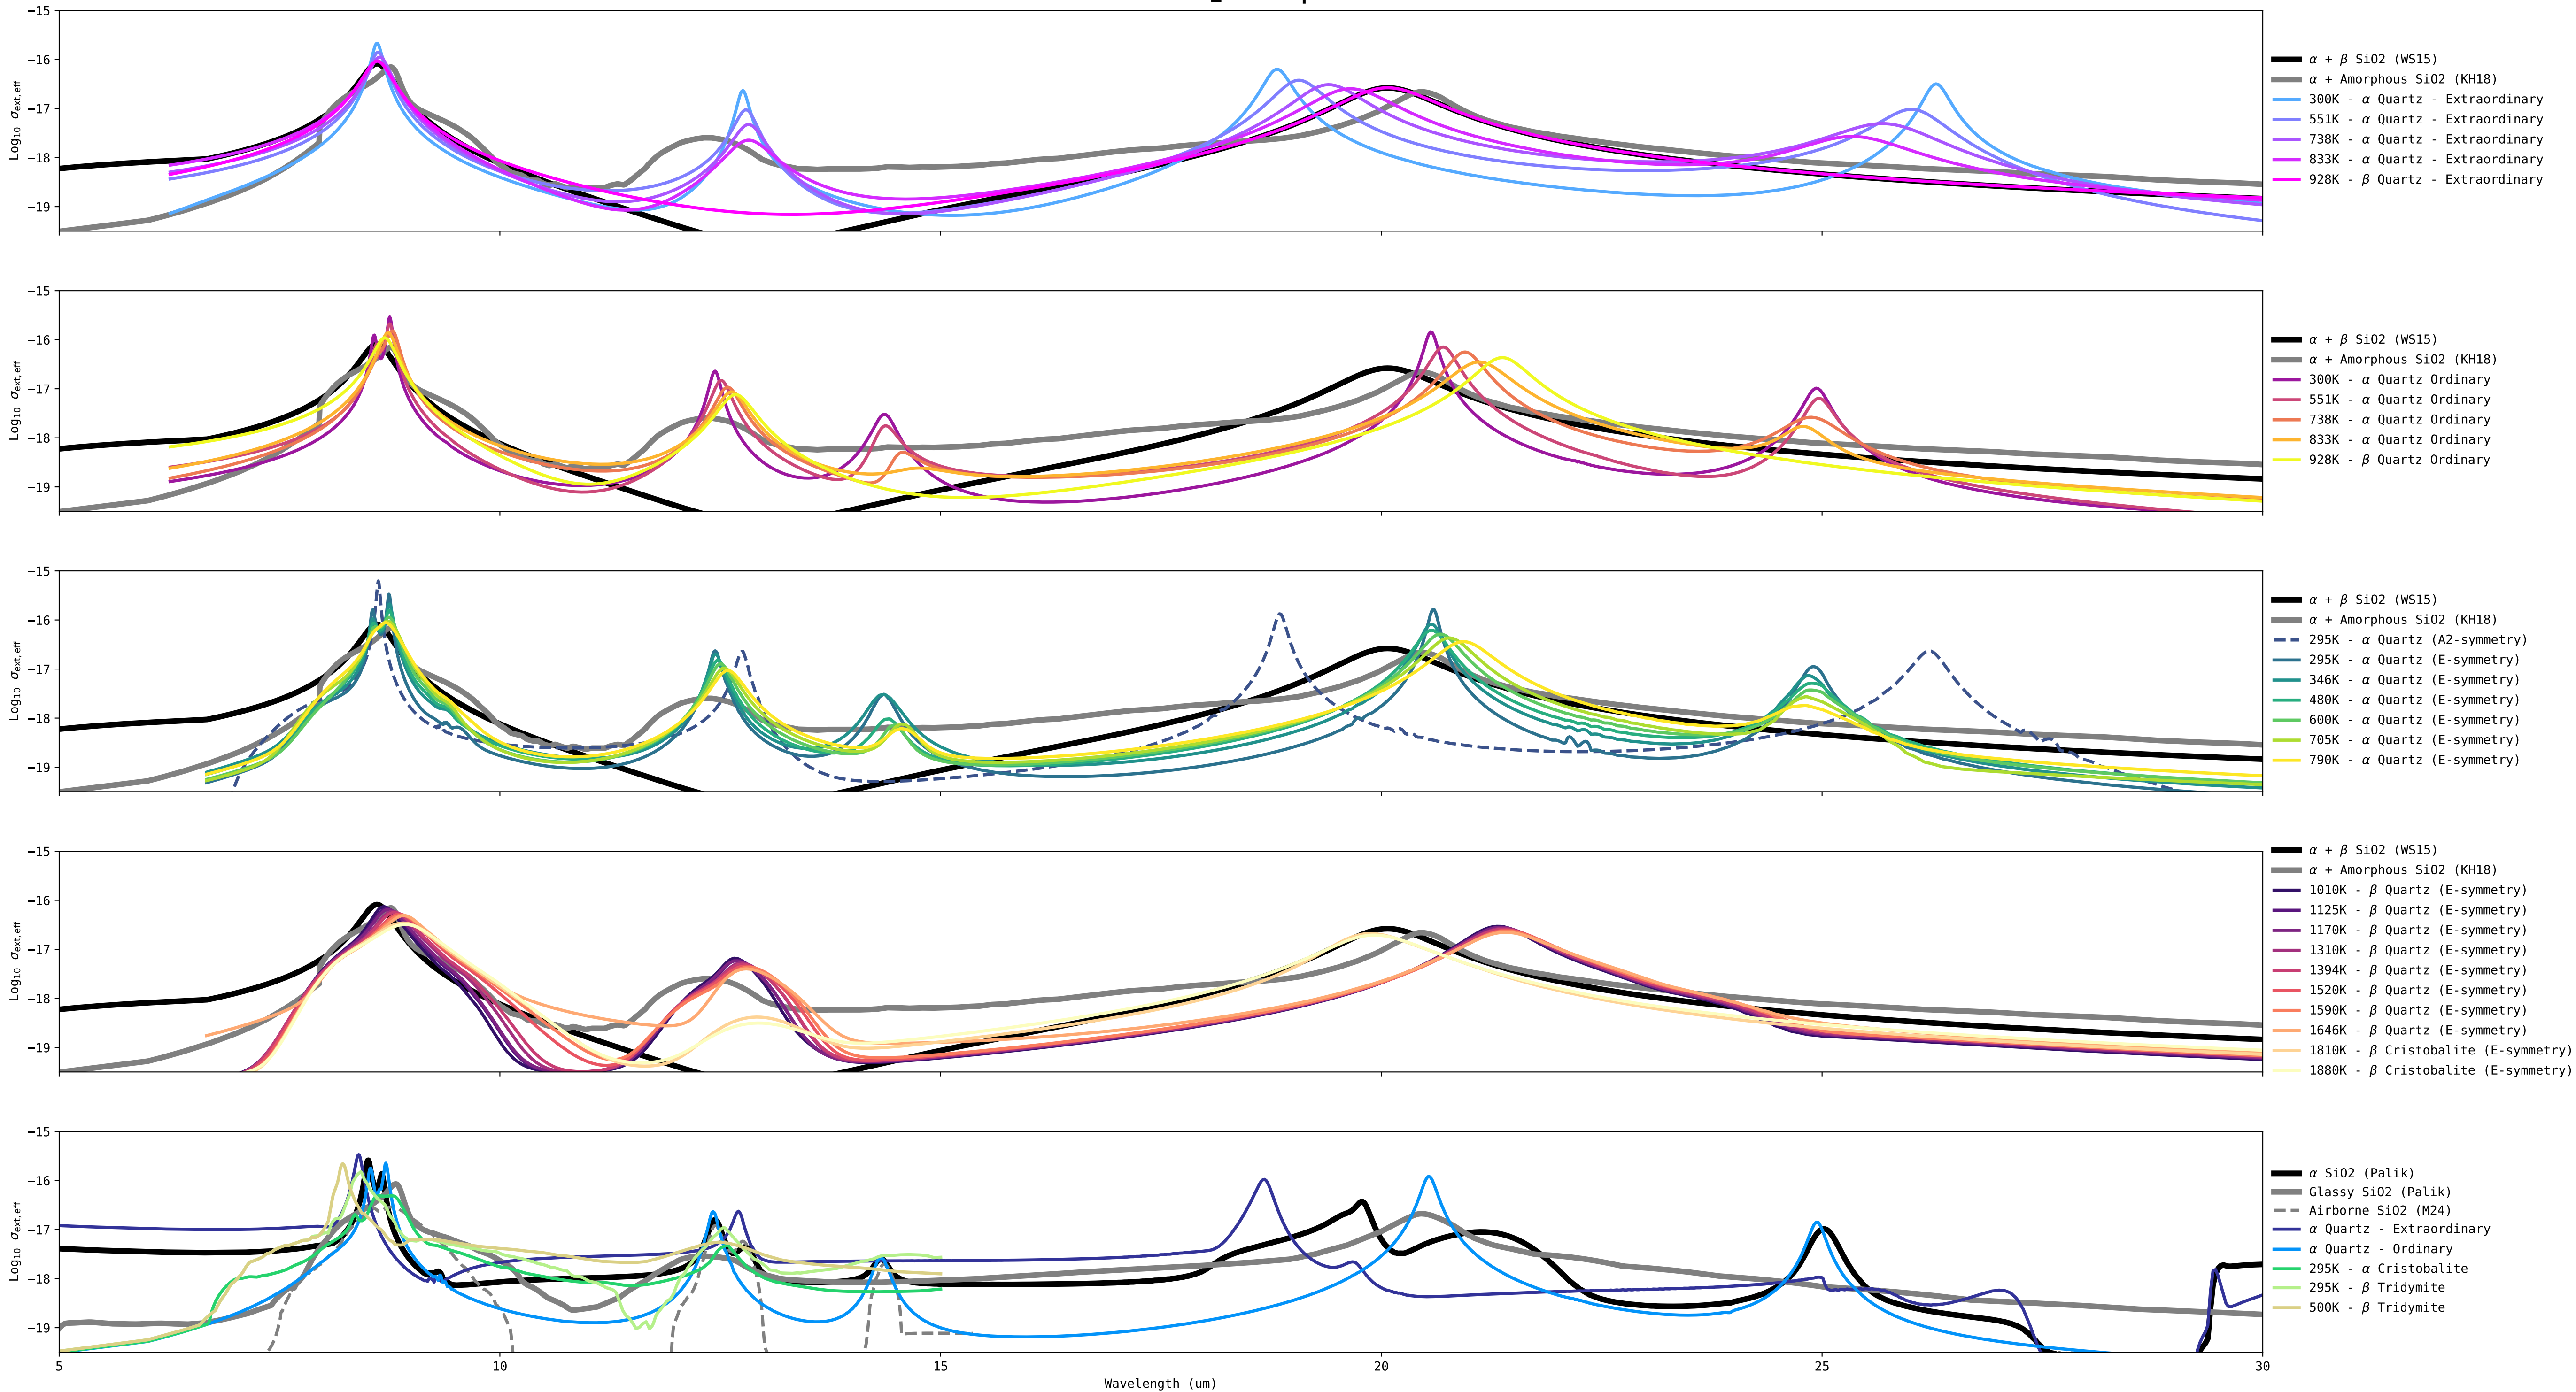 −15
−16
−17
−18
−19
Log₁₀ σext,eff
α + β SiO2 (WS15)
α + Amorphous SiO2 (KH18)
300K - α Quartz - Extraordinary
551K - α Quartz - Extraordinary
738K - α Quartz - Extraordinary
833K - α Quartz - Extraordinary
928K - β Quartz - Extraordinary
−15
−16
−17
−18
−19
Log₁₀ σext,eff
α + β SiO2 (WS15)
α + Amorphous SiO2 (KH18)
300K - α Quartz Ordinary
551K - α Quartz Ordinary
738K - α Quartz Ordinary
833K - α Quartz Ordinary
928K - β Quartz Ordinary
−15
−16
−17
−18
−19
Log₁₀ σext,eff
α + β SiO2 (WS15)
α + Amorphous SiO2 (KH18)
295K - α Quartz (A2-symmetry)
295K - α Quartz (E-symmetry)
346K - α Quartz (E-symmetry)
480K - α Quartz (E-symmetry)
600K - α Quartz (E-symmetry)
705K - α Quartz (E-symmetry)
790K - α Quartz (E-symmetry)
−15
−16
−17
−18
−19
Log₁₀ σext,eff
α + β SiO2 (WS15)
α + Amorphous SiO2 (KH18)
1010K - β Quartz (E-symmetry)
1125K - β Quartz (E-symmetry)
1170K - β Quartz (E-symmetry)
1310K - β Quartz (E-symmetry)
1394K - β Quartz (E-symmetry)
1520K - β Quartz (E-symmetry)
1590K - β Quartz (E-symmetry)
1646K - β Quartz (E-symmetry)
1810K - β Cristobalite (E-symmetry)
1880K - β Cristobalite (E-symmetry)
−15
−16
−17
−18
−19
Log₁₀ σext,eff
α SiO2 (Palik)
Glassy SiO2 (Palik)
Airborne SiO2 (M24)
α Quartz - Extraordinary
α Quartz - Ordinary
295K - α Cristobalite
295K - β Tridymite
500K - β Tridymite
5 10 15 20 25 30
Wavelength (um)